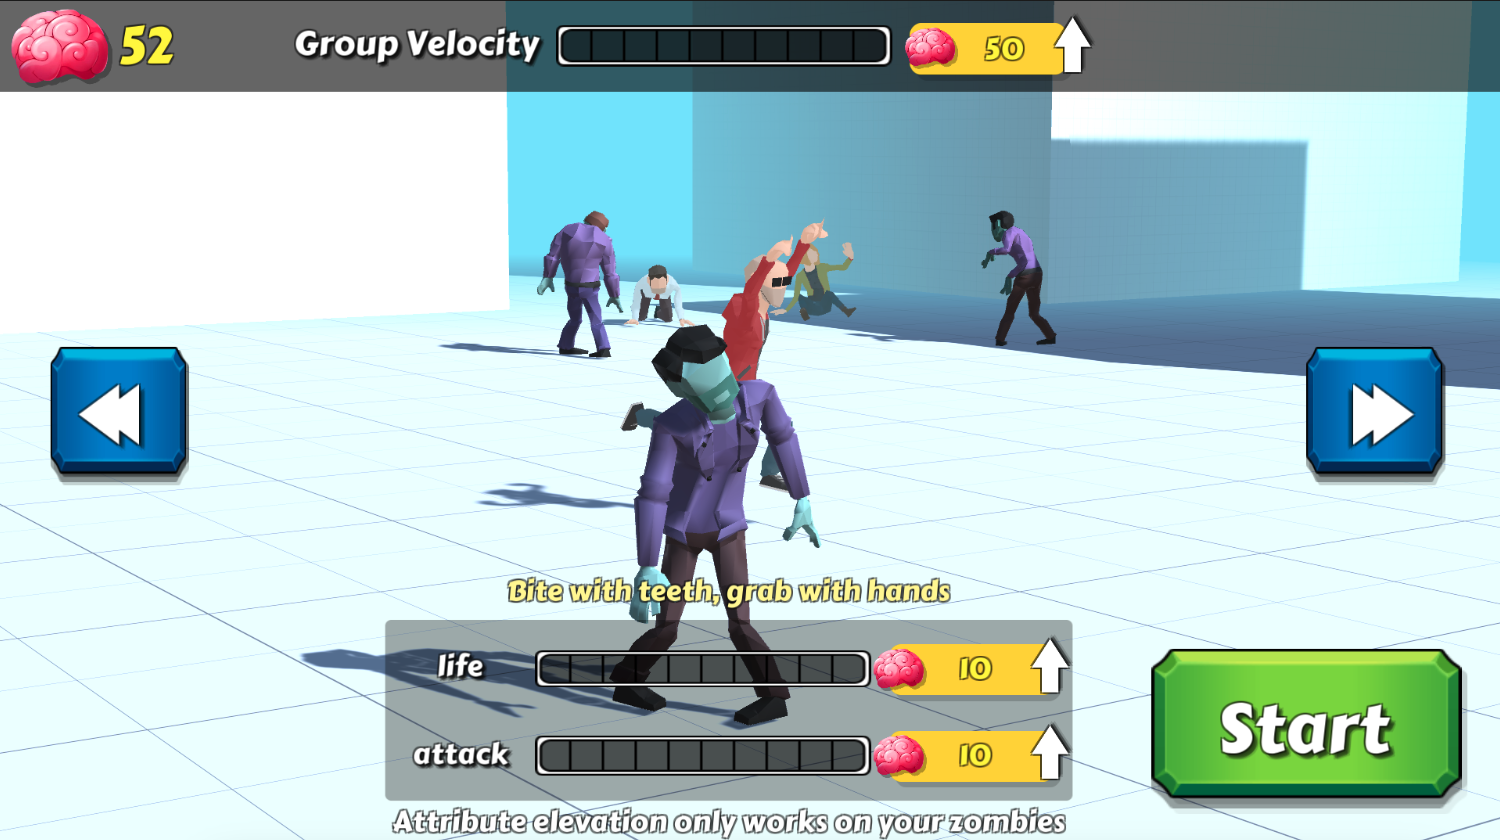 52
Group Velocity
50
Bite with teeth, grab with hands
life
10
attack
10
Start
Attribute elevation only works on your zombies